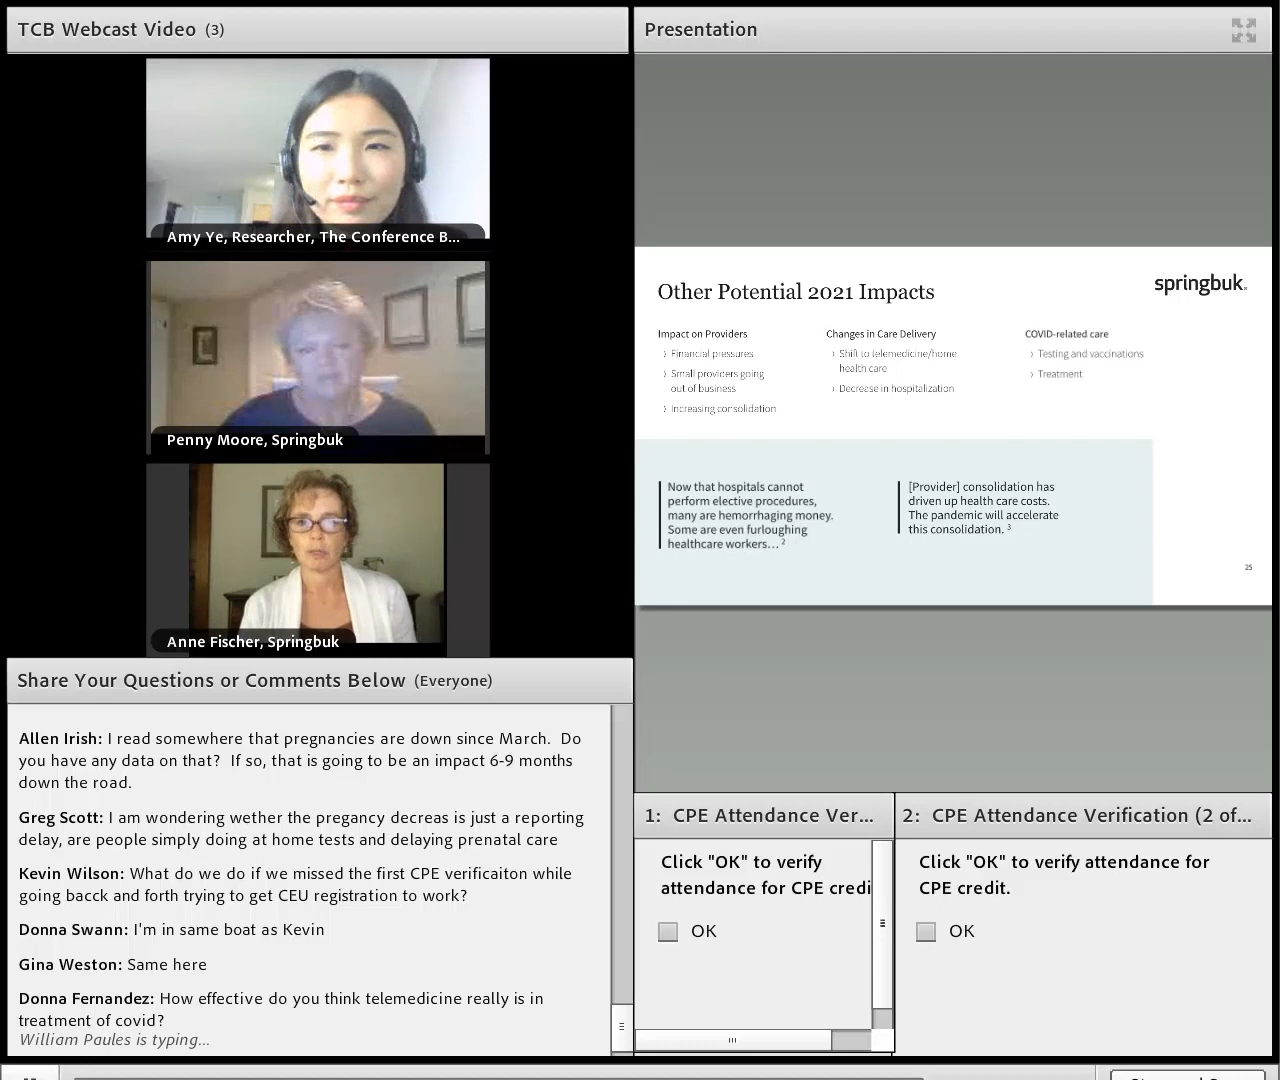 TCB Webcast Video (3)
Amy Ye, Researcher, The Conference B...
Penny Moore, Springbuk
Anne Fischer, Springbuk
Share Your Questions or Comments Below (Everyone)
Allen Irish: I read somewhere that pregnancies are down since March. Do
you have any data on that? If so, that is going to be an impact 6-9 months
down the road.
Greg Scott: I am wondering wether the pregancy decreas is just a reporting
delay, are people simply doing at home tests and delaying prenatal care
Kevin Wilson: What do we do if we missed the first CPE verificaiton while
going bacck and forth trying to get CEU registration to work?
Donna Swann: I'm in same boat as Kevin
Gina Weston: Same here
Donna Fernandez: How effective do you think telemedicine really is in
treatment of covid?
William Paules is typing...
Presentation
Other Potential 2021 Impacts
springbuk.
Impact on Providers
› Financial pressures
› Small providers going
out of business
› Increasing consolidation
Changes in Care Delivery
› Shift to telemedicine/home
health care
› Decrease in hospitalization
COVID-related care
› Testing and vaccinations
› Treatment
Now that hospitals cannot
perform elective procedures,
many are hemorrhaging money.
Some are even furloughing
healthcare workers... 2
[Provider] consolidation has
driven up health care costs.
The pandemic will accelerate
this consolidation. 3
25
1: CPE Attendance Ver...
Click "OK" to verify
attendance for CPE credi
OK
2: CPE Attendance Verification (2 of...
Click "OK" to verify attendance for
CPE credit.
OK